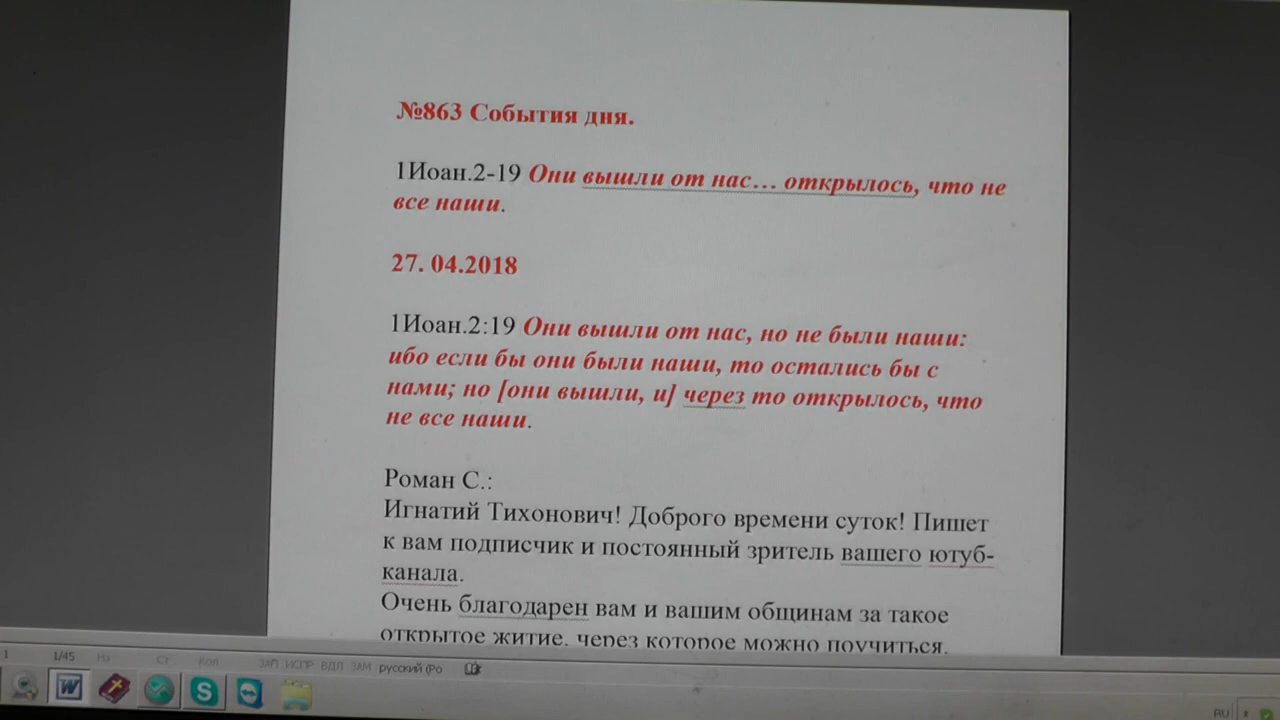 №863 События дня.
1Иоан.2-19 Они вышли от нас… открылось, что не
все наши.
27. 04.2018
1Иоан.2:19 Они вышли от нас, но не были наши:
ибо если бы они были наши, то остались бы с
нами; но [они вышли, и] через то открылось, что
не все наши.
Роман С.:
Игнатий Тихонович! Доброго времени суток! Пишет
к вам подписчик и постоянный зритель вашего ютуб-
канала.
Очень благодарен вам и вашим общинам за такое
открытое житие, через которое можно поучиться.
1 1/45 На Ст Кол ЗАП ИСПР ВДЛ ЗАМ русский (Ро
RU